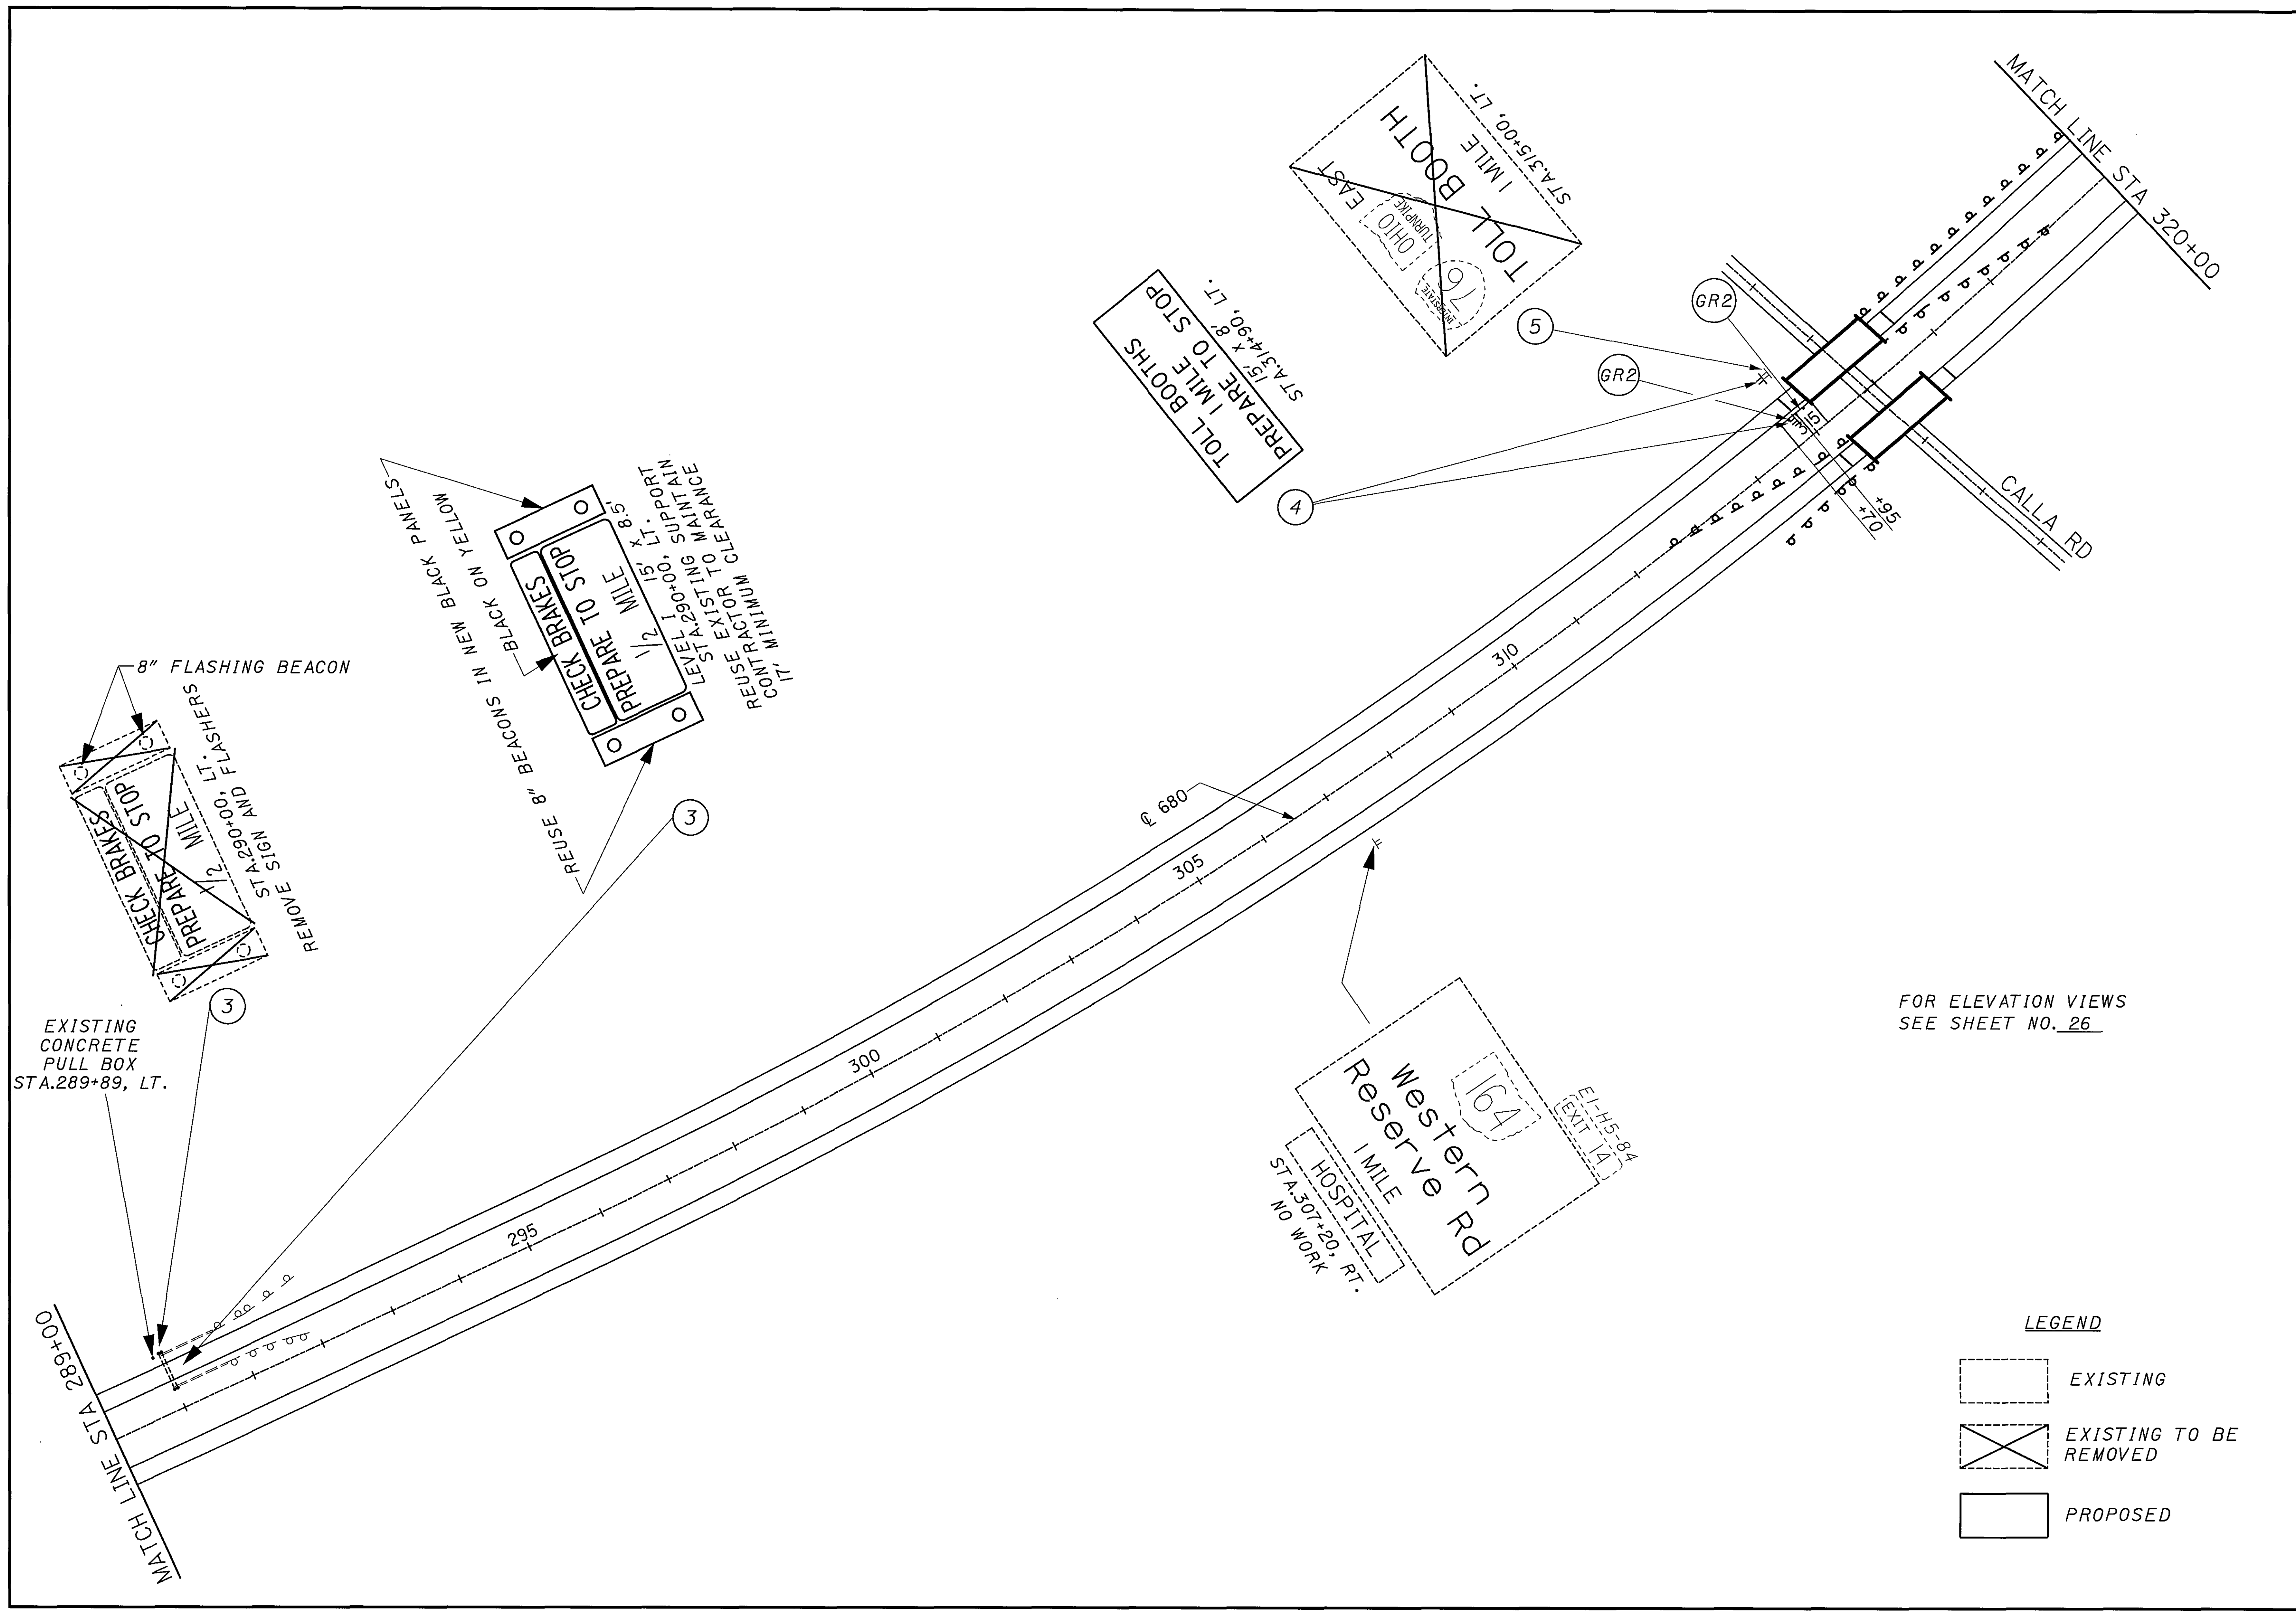 MATCH LINE STA 320+00
TOLL BOOTH
1 MILE
STA.315+00, LT.
EAST
OHIO
TURNPIKE
INTERSTATE
76
TOLL BOOTHS
1 MILE
PREPARE TO STOP
15' x 8'
STA.314+90, LT.
5
GR2
GR2
4
315
+95
+70
CALLA RD
REUSE 8" BEACONS IN NEW BLACK PANELS
BLACK ON YELLOW
CHECK BRAKES
PREPARE TO STOP
1/2 MILE
LEVEL 1 15' x 8.5'
STA.290+00, LT.
REUSE EXISTING SUPPORT
CONTRACTOR TO MAINTAIN
17' MINIMUM CLEARANCE
3
8" FLASHING BEACON
CHECK BRAKES
PREPARE TO STOP
1/2 MILE
STA.290+00, LT.
REMOVE SIGN AND FLASHERS
3
EXISTING
CONCRETE
PULL BOX
STA.289+89, LT.
310
℄ 680
305
300
295
MATCH LINE STA 289+00
E1-H5-84
EXIT 14
164
Western
Reserve Rd
1 MILE
HOSPITAL
STA.307+20, RT.
NO WORK
FOR ELEVATION VIEWS
SEE SHEET NO. 26
LEGEND
EXISTING
EXISTING TO BE
REMOVED
PROPOSED